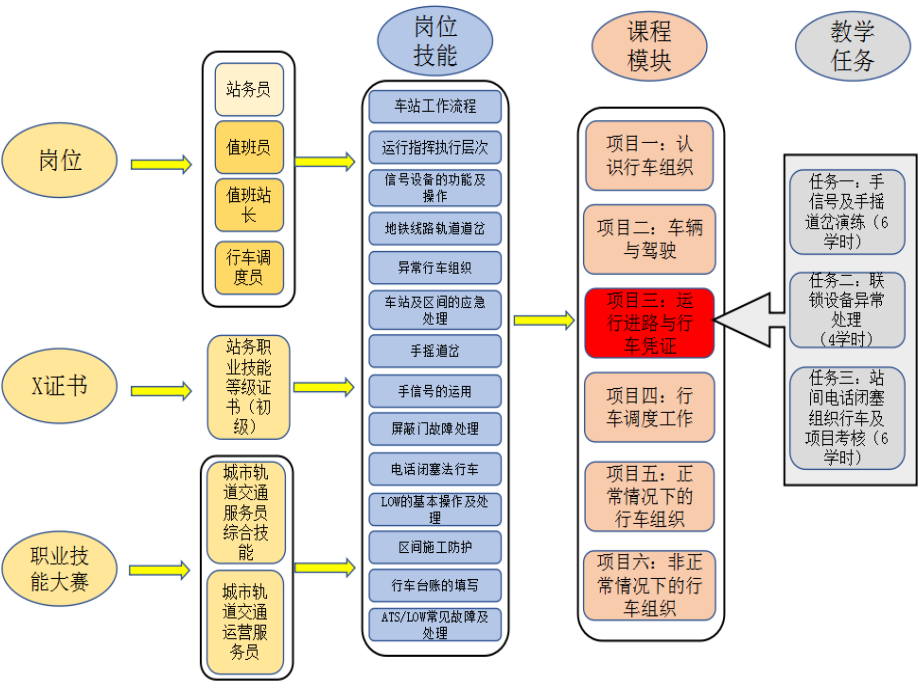 岗位
站务员
值班员
值班站
长
行车调
度员
X证书
站务职
业技能
等级证
书（初
级）
职业技
能大赛
城市轨
道交通
服务员
综合技
能
城市轨
道交通
运营服
务员
岗位
技能
车站工作流程
运行指挥执行层次
信号设备的功能及
操作
地铁线路轨道道岔
异常行车组织
车站及区间的应急
处理
手摇道岔
手信号的运用
屏蔽门故障处理
电话闭塞法行车
LOW的基本操作及处
理
区间施工防护
行车台账的填写
ATS/LOW常见故障及
处理
课程
模块
项目一：认
识行车组织
项目二：车辆
与驾驶
项目三：运
行进路与行
车凭证
项目四：行
车调度工作
项目五：正
常情况下的
行车组织
项目六：非正
常情况下的行
车组织
教学
任务
任务一：手
信号及手摇
道岔演练（6
学时）
任务二：联
锁设备异常
处理
（4学时）
任务三：站
间电话闭塞
组织行车及
项目考核（6
学时）